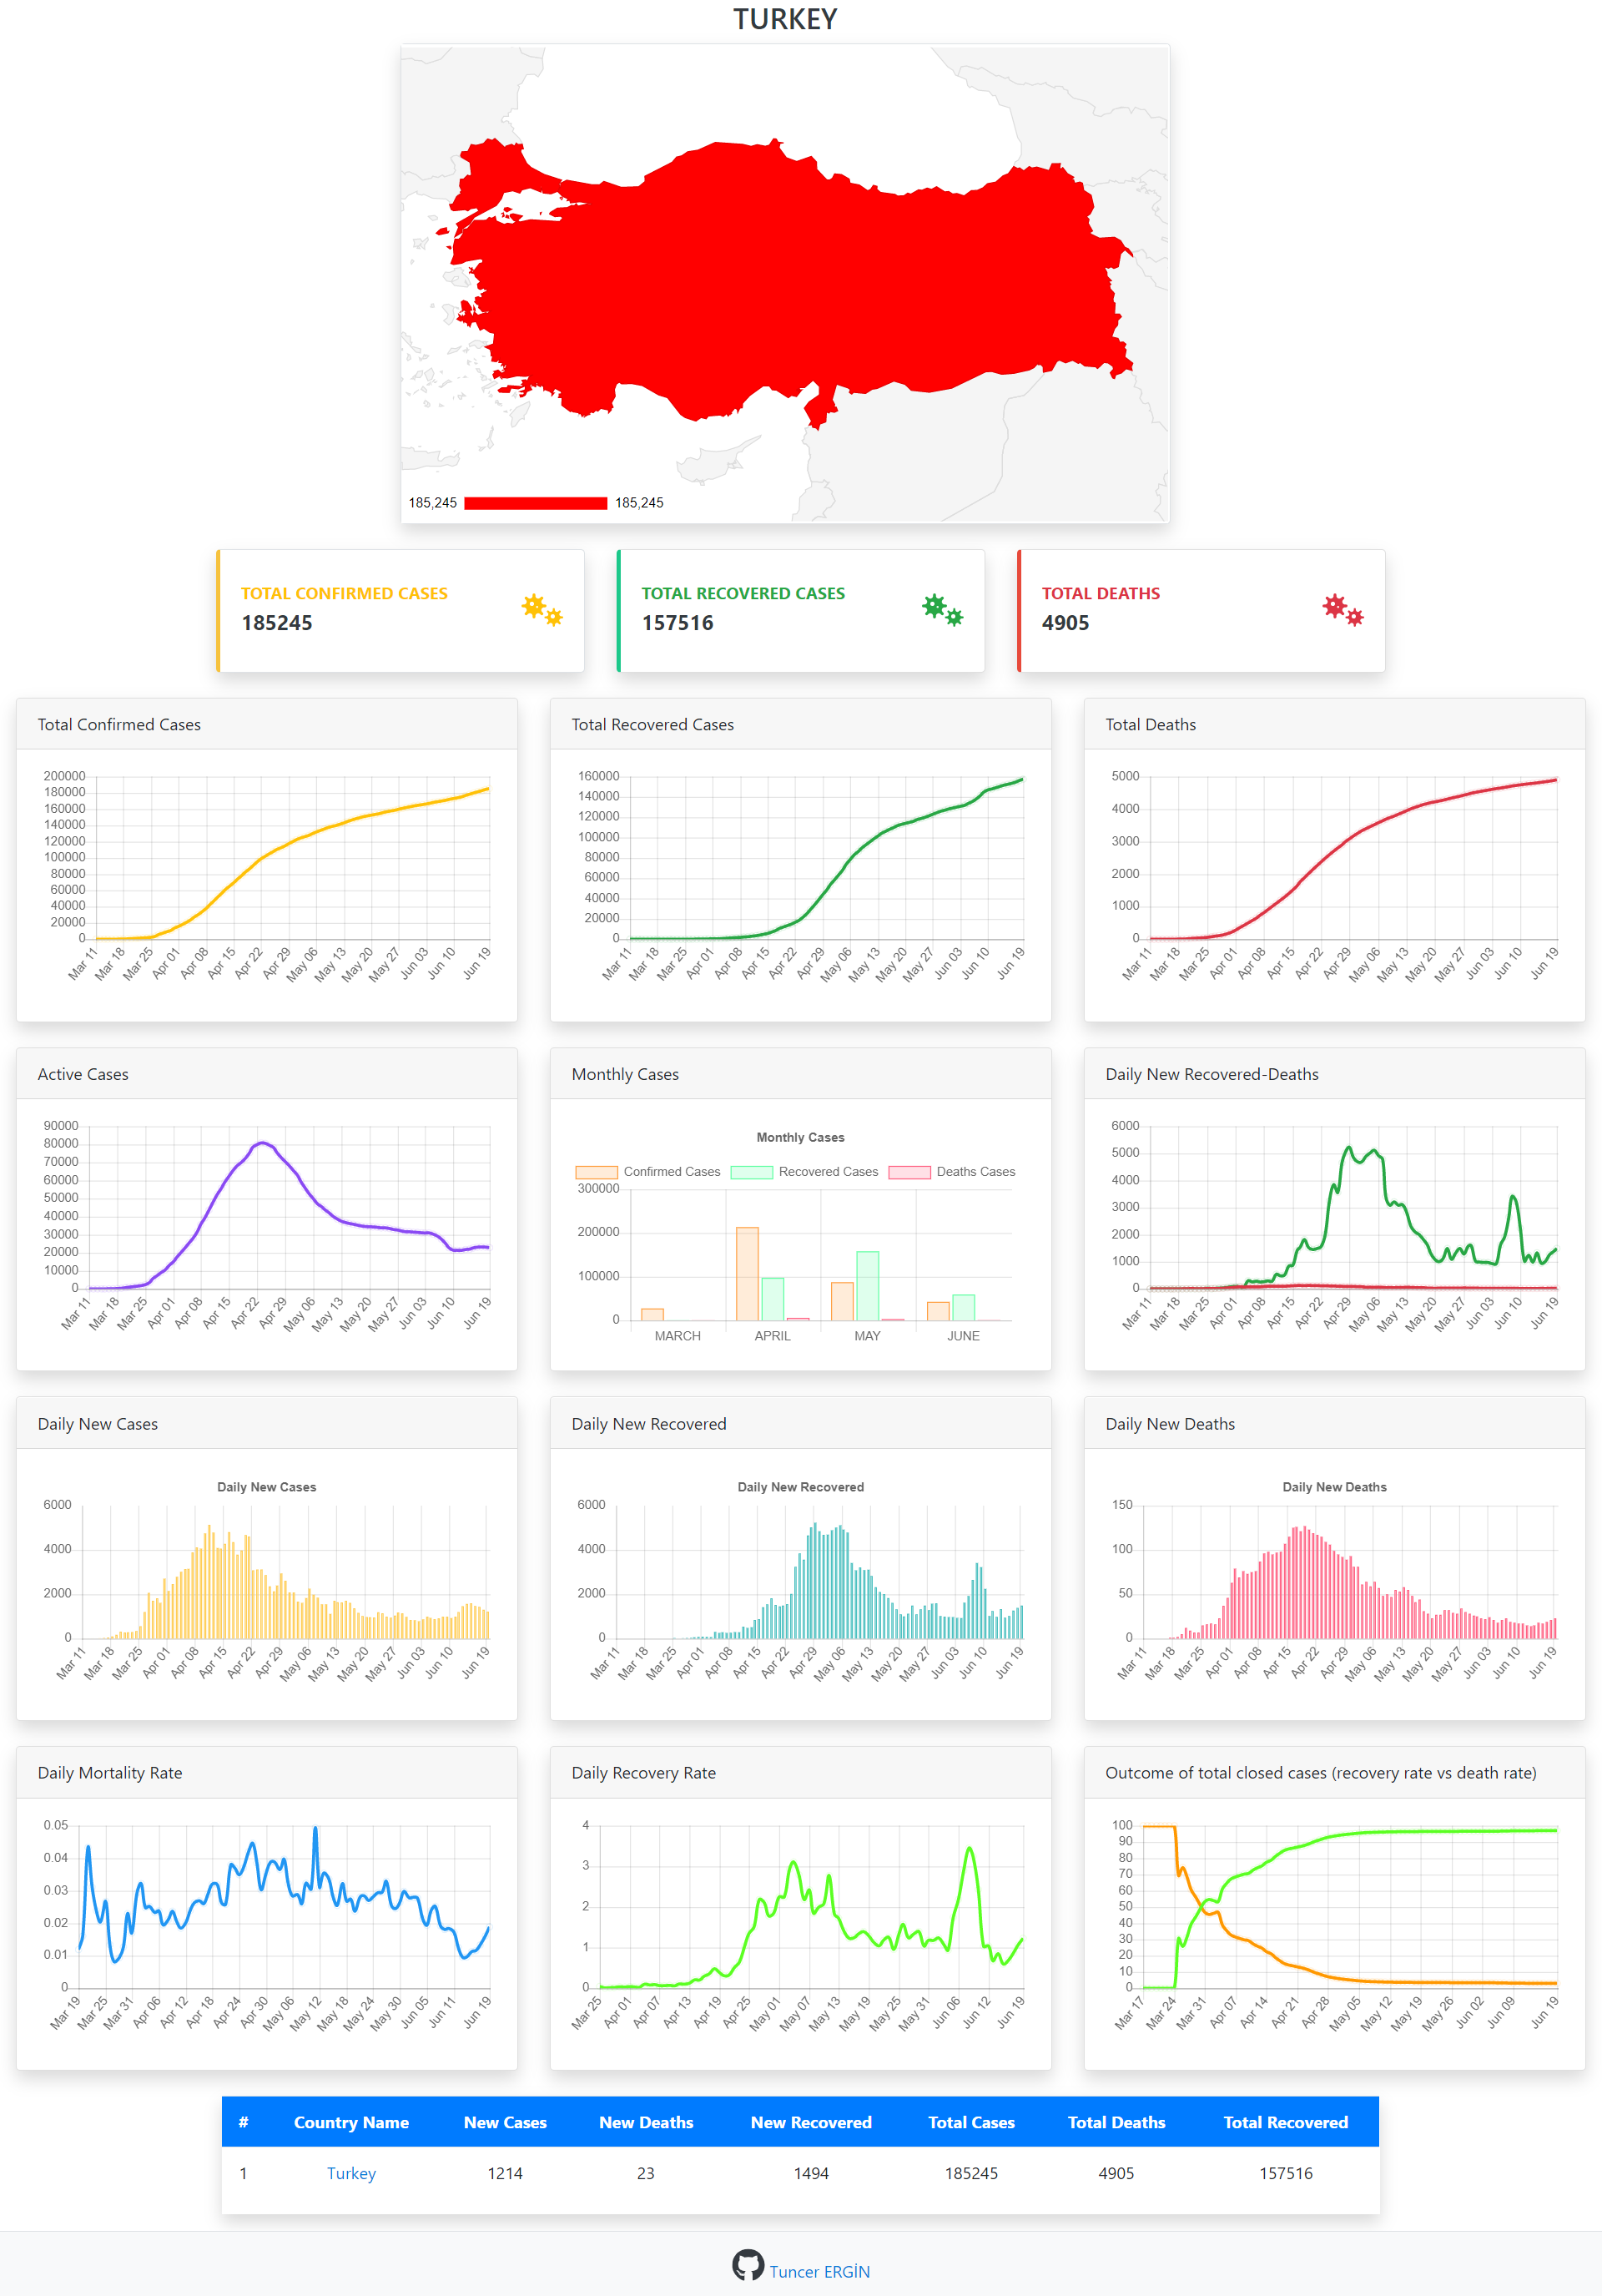 TURKEY
185,245 185,245
TOTAL CONFIRMED CASES
185245
TOTAL RECOVERED CASES
157516
TOTAL DEATHS
4905
Total Confirmed Cases
200000
180000
160000
140000
120000
100000
80000
60000
40000
20000
0
Mar 11 Mar 18 Mar 25 Apr 01 Apr 08 Apr 15 Apr 22 Apr 29 May 06 May 13 May 20 May 27 Jun 03 Jun 10 Jun 19
Total Recovered Cases
160000
140000
120000
100000
80000
60000
40000
20000
0
Mar 11 Mar 18 Mar 25 Apr 01 Apr 08 Apr 15 Apr 22 Apr 29 May 06 May 13 May 20 May 27 Jun 03 Jun 10 Jun 19
Total Deaths
5000
4000
3000
2000
1000
0
Mar 11 Mar 18 Mar 25 Apr 01 Apr 08 Apr 15 Apr 22 Apr 29 May 06 May 13 May 20 May 27 Jun 03 Jun 10 Jun 19
Active Cases
90000
80000
70000
60000
50000
40000
30000
20000
10000
0
Mar 11 Mar 18 Mar 25 Apr 01 Apr 08 Apr 15 Apr 22 Apr 29 May 06 May 13 May 20 May 27 Jun 03 Jun 10 Jun 19
Monthly Cases
Monthly Cases
Confirmed Cases Recovered Cases Deaths Cases
300000
200000
100000
0
MARCH APRIL MAY JUNE
Daily New Recovered-Deaths
6000
5000
4000
3000
2000
1000
0
Mar 11 Mar 18 Mar 25 Apr 01 Apr 08 Apr 15 Apr 22 Apr 29 May 06 May 13 May 20 May 27 Jun 03 Jun 10 Jun 19
Daily New Cases
Daily New Cases
6000
4000
2000
0
Mar 11 Mar 18 Mar 25 Apr 01 Apr 08 Apr 15 Apr 22 Apr 29 May 06 May 13 May 20 May 27 Jun 03 Jun 10 Jun 19
Daily New Recovered
Daily New Recovered
6000
4000
2000
0
Mar 11 Mar 18 Mar 25 Apr 01 Apr 08 Apr 15 Apr 22 Apr 29 May 06 May 13 May 20 May 27 Jun 03 Jun 10 Jun 19
Daily New Deaths
Daily New Deaths
150
100
50
0
Mar 11 Mar 18 Mar 25 Apr 01 Apr 08 Apr 15 Apr 22 Apr 29 May 06 May 13 May 20 May 27 Jun 03 Jun 10 Jun 19
Daily Mortality Rate
0.05
0.04
0.03
0.02
0.01
0
Mar 19 Mar 25 Mar 31 Apr 06 Apr 12 Apr 18 Apr 24 Apr 30 May 06 May 12 May 18 May 24 May 30 Jun 05 Jun 11 Jun 19
Daily Recovery Rate
4
3
2
1
0
Mar 25 Apr 01 Apr 07 Apr 13 Apr 19 Apr 25 May 01 May 07 May 13 May 19 May 25 May 31 Jun 06 Jun 12 Jun 19
Outcome of total closed cases (recovery rate vs death rate)
100
90
80
70
60
50
40
30
20
10
0
Mar 17 Mar 24 Mar 31 Apr 07 Apr 14 Apr 21 Apr 28 May 05 May 12 May 19 May 26 Jun 02 Jun 09 Jun 19
# Country Name New Cases New Deaths New Recovered Total Cases Total Deaths Total Recovered
1 Turkey 1214 23 1494 185245 4905 157516
Tuncer ERGİN